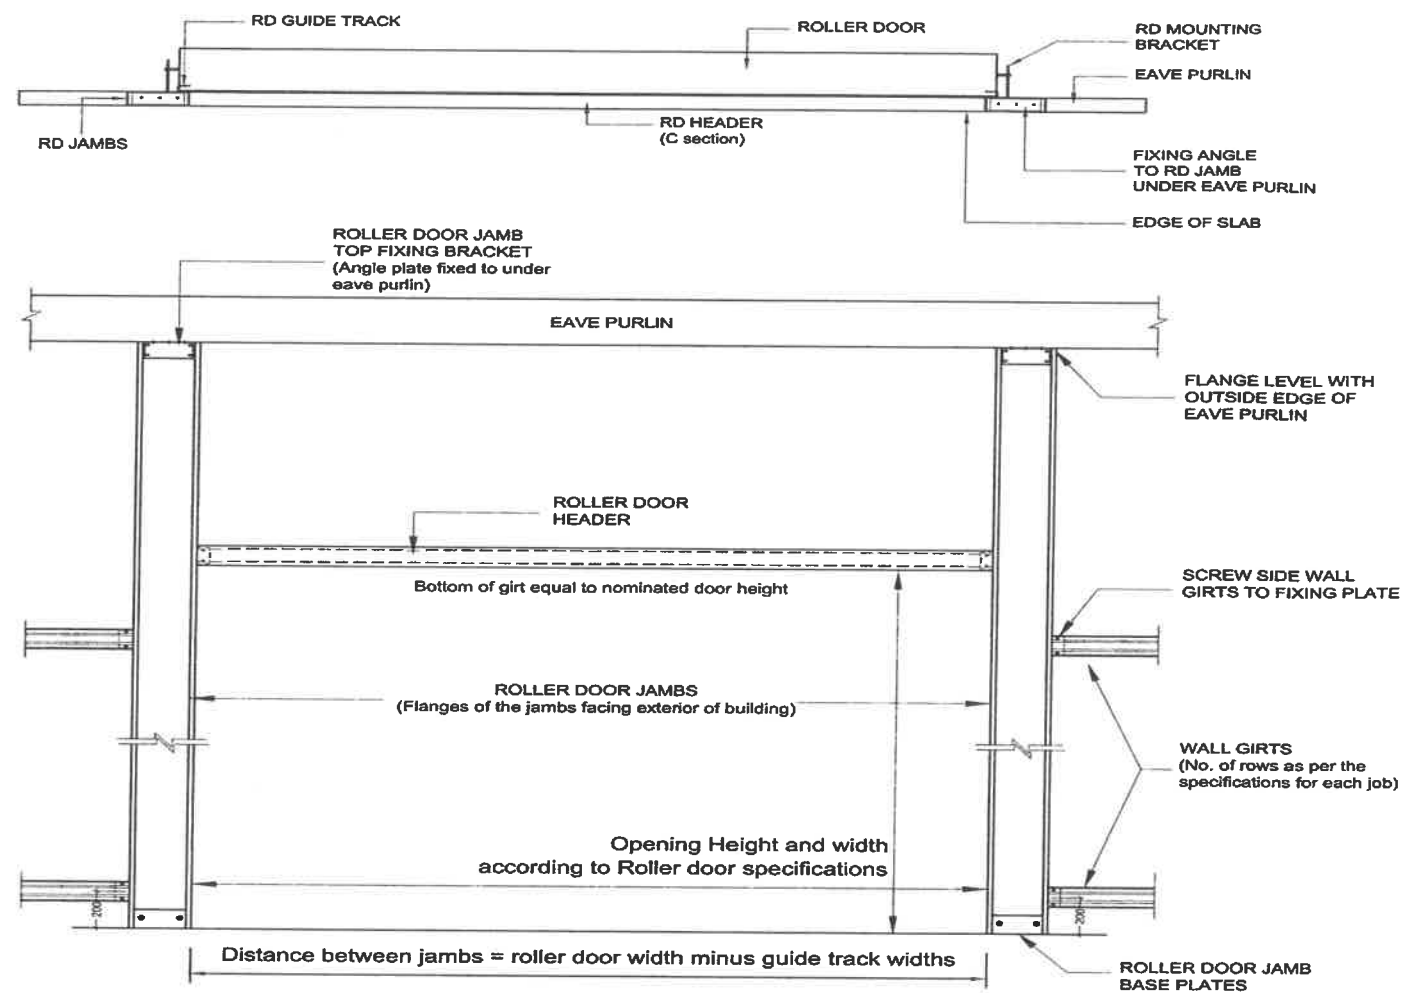 RD GUIDE TRACK
ROLLER DOOR
RD MOUNTING
BRACKET
EAVE PURLIN
RD HEADER
(C section)
RD JAMBS
FIXING ANGLE
TO RD JAMB
UNDER EAVE PURLIN
EDGE OF SLAB
ROLLER DOOR JAMB
TOP FIXING BRACKET
(Angle plate fixed to under
eave purlin)
EAVE PURLIN
FLANGE LEVEL WITH
OUTSIDE EDGE OF
EAVE PURLIN
ROLLER DOOR
HEADER
Bottom of girt equal to nominated door height
SCREW SIDE WALL
GIRTS TO FIXING PLATE
ROLLER DOOR JAMBS
(Flanges of the jambs facing exterior of building)
WALL GIRTS
(No. of rows as per the
specifications for each job)
Opening Height and width
according to Roller door specifications
200
200
Distance between jambs = roller door width minus guide track widths
ROLLER DOOR JAMB
BASE PLATES